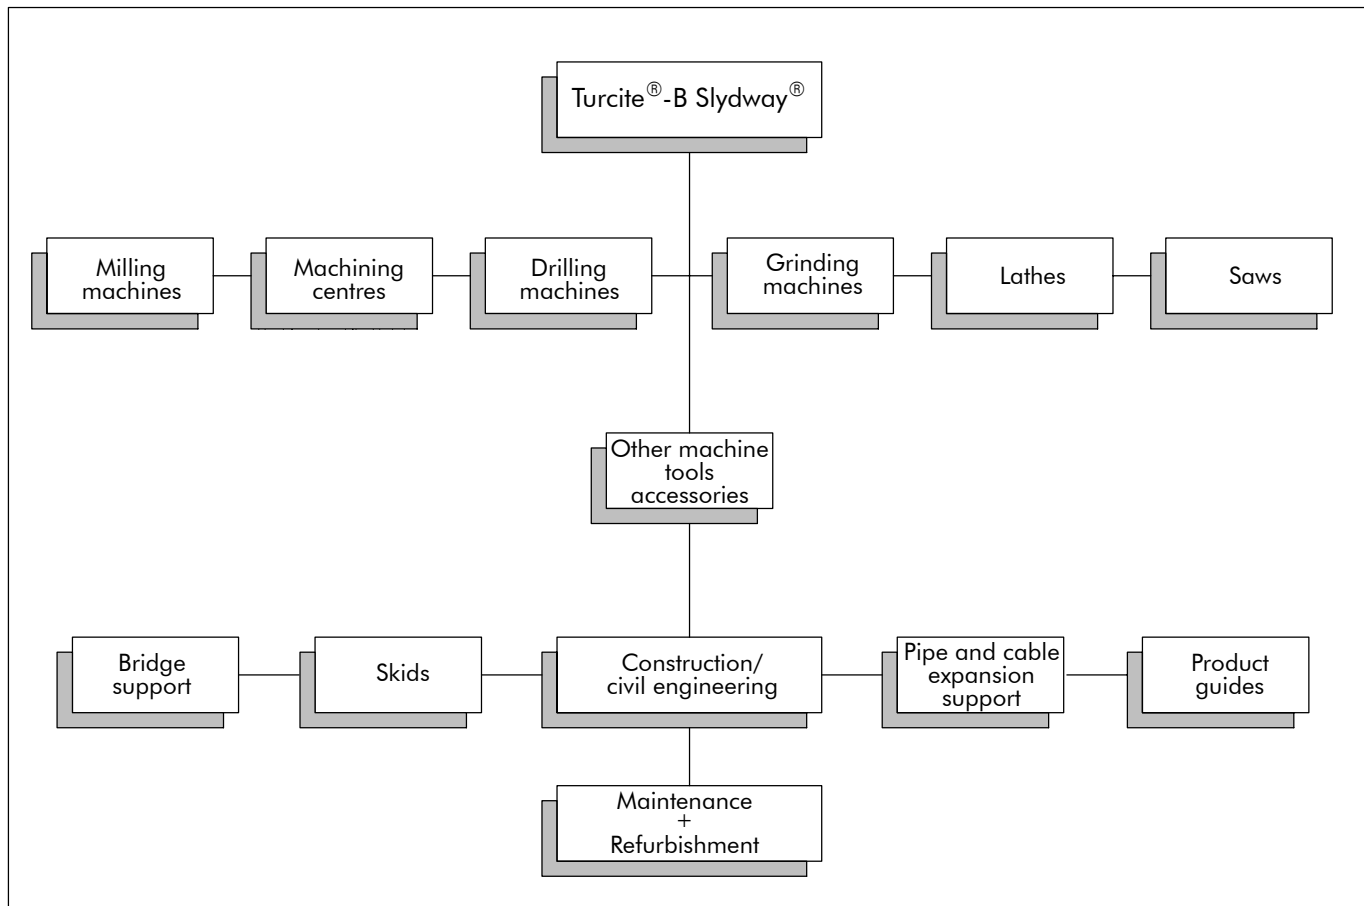 Turcite®-B Slydway®
Milling
machines
Machining
centres
Drilling
machines
Grinding
machines
Lathes
Saws
Other machine
tools
accessories
Bridge
support
Skids
Construction/
civil engineering
Pipe and cable
expansion
support
Product
guides
Maintenance
+
Refurbishment